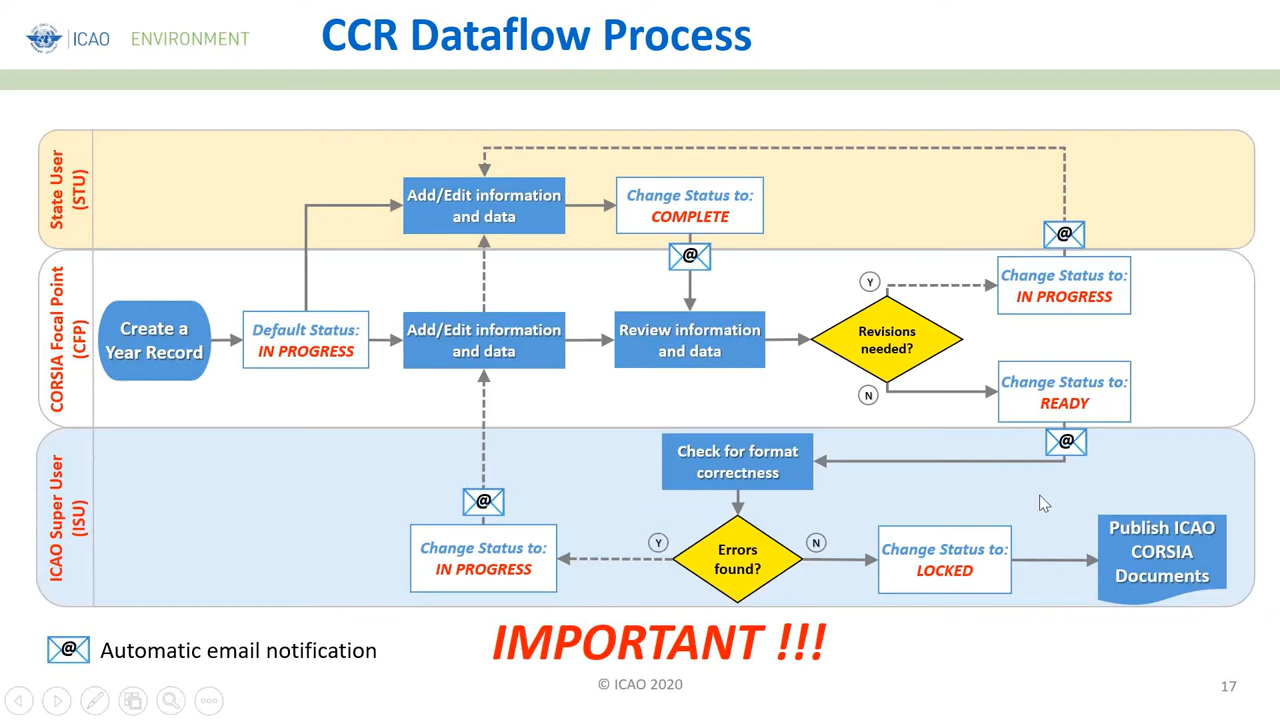 ICAO ENVIRONMENT
CCR Dataflow Process
State User
(STU)
Add/Edit information
and data
Change Status to:
COMPLETE
@
@
CORSIA Focal Point
(CFP)
Create a
Year Record
Default Status:
IN PROGRESS
Add/Edit information
and data
Review information
and data
Revisions
needed?
Y
N
Change Status to:
IN PROGRESS
Change Status to:
READY
@
ICAO Super User
(ISU)
Check for format
correctness
@
Change Status to:
IN PROGRESS
Y
Errors
found?
N
Change Status to:
LOCKED
Publish ICAO
CORSIA
Documents
@ Automatic email notification
IMPORTANT !!!
© ICAO 2020
17